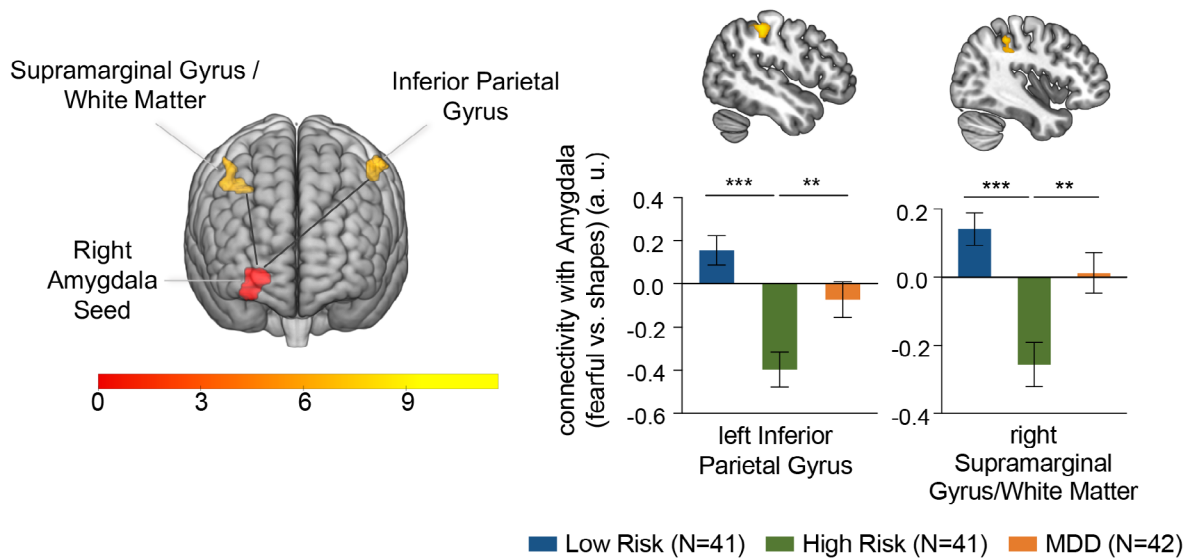 Supramarginal Gyrus /
White Matter
Inferior Parietal
Gyrus
Right
Amygdala
Seed
0 3 6 9
connectivity with Amygdala
(fearful vs. shapes) (a. u.)
*** **
0.4
0.2
0.0
-0.2
-0.4
-0.6
left Inferior
Parietal Gyrus
*** **
0.2
0.0
-0.2
-0.4
right
Supramarginal
Gyrus/White Matter
Low Risk (N=41) High Risk (N=41) MDD (N=42)